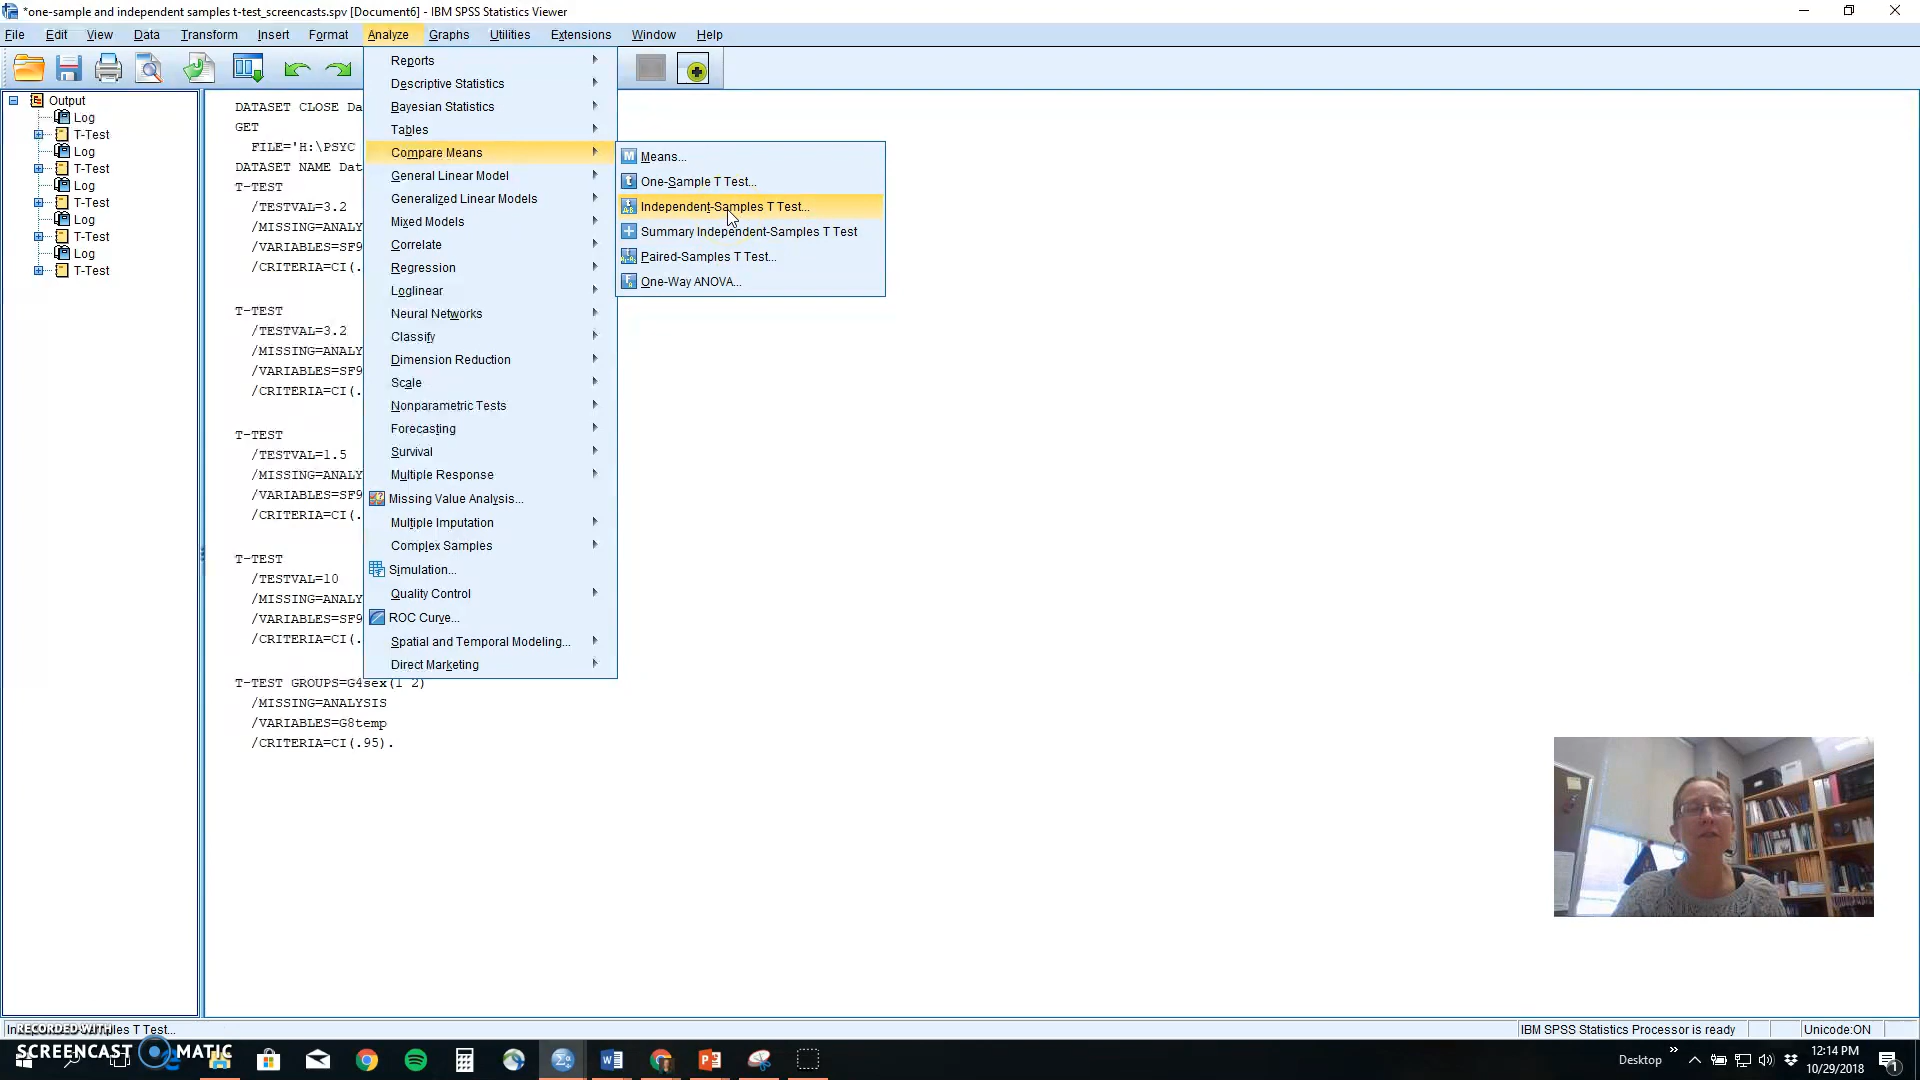 *one-sample and independent samples t-test_screencasts.spv [Document6] - IBM SPSS Statistics Viewer
File Edit View Data Transform Insert Format Analyze Graphs Utilities Extensions Window Help
Output
Log
T-Test
Log
T-Test
Log
T-Test
Log
T-Test
Log
T-Test
DATASET CLOSE Da
GET
FILE='H:\PSYC
DATASET NAME Dat
T-TEST
/TESTVAL=3.2
/MISSING=ANALY
/VARIABLES=SF9
/CRITERIA=CI(.
T-TEST
/TESTVAL=3.2
/MISSING=ANALY
/VARIABLES=SF9
/CRITERIA=CI(.
T-TEST
/TESTVAL=1.5
/MISSING=ANALY
/VARIABLES=SF9
/CRITERIA=CI(.
T-TEST
/TESTVAL=10
/MISSING=ANALY
/VARIABLES=SF9
/CRITERIA=CI(.
T-TEST GROUPS=G4sex(1 2)
/MISSING=ANALYSIS
/VARIABLES=G8temp
/CRITERIA=CI(.95).
Reports
Descriptive Statistics
Bayesian Statistics
Tables
Compare Means
General Linear Model
Generalized Linear Models
Mixed Models
Correlate
Regression
Loglinear
Neural Networks
Classify
Dimension Reduction
Scale
Nonparametric Tests
Forecasting
Survival
Multiple Response
Missing Value Analysis...
Multiple Imputation
Complex Samples
Simulation...
Quality Control
ROC Curve...
Spatial and Temporal Modeling...
Direct Marketing
Means...
One-Sample T Test...
Independent-Samples T Test...
Summary Independent-Samples T Test
Paired-Samples T Test...
One-Way ANOVA...
T Test...
IBM SPSS Statistics Processor is ready
Unicode:ON
RECORDED WITH
SCREENCAST MATIC
Desktop
12:14 PM
10/29/2018